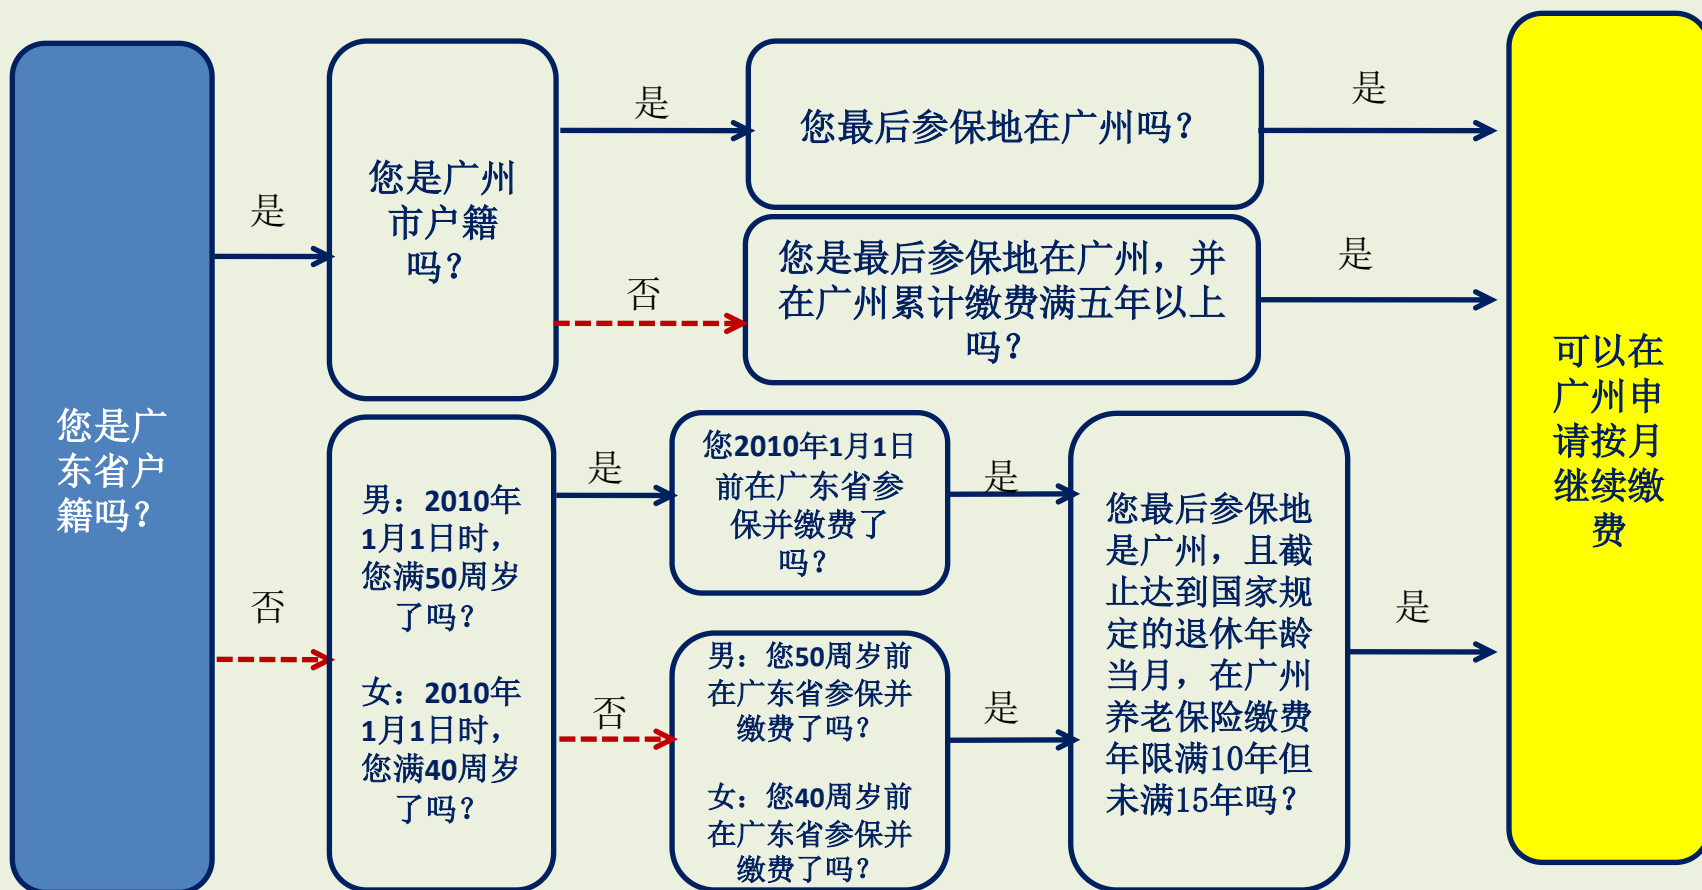 您是广
东省户
籍吗？
是
否
您是广州
市户籍
吗？
是
否
您最后参保地在广州吗？
是
您是最后参保地在广州，并
在广州累计缴费满五年以上
吗？
是
男：2010年
1月1日时，
您满50周岁
了吗？
女：2010年
1月1日时，
您满40周岁
了吗？
是
否
您2010年1月1日
前在广东省参
保并缴费了
吗？
是
男：您50周岁前
在广东省参保并
缴费了吗？
女：您40周岁前
在广东省参保并
缴费了吗？
是
您最后参保地
是广州，且截
止达到国家规
定的退休年龄
当月，在广州
养老保险缴费
年限满10年但
未满15年吗？
是
可以在
广州申
请按月
继续缴
费